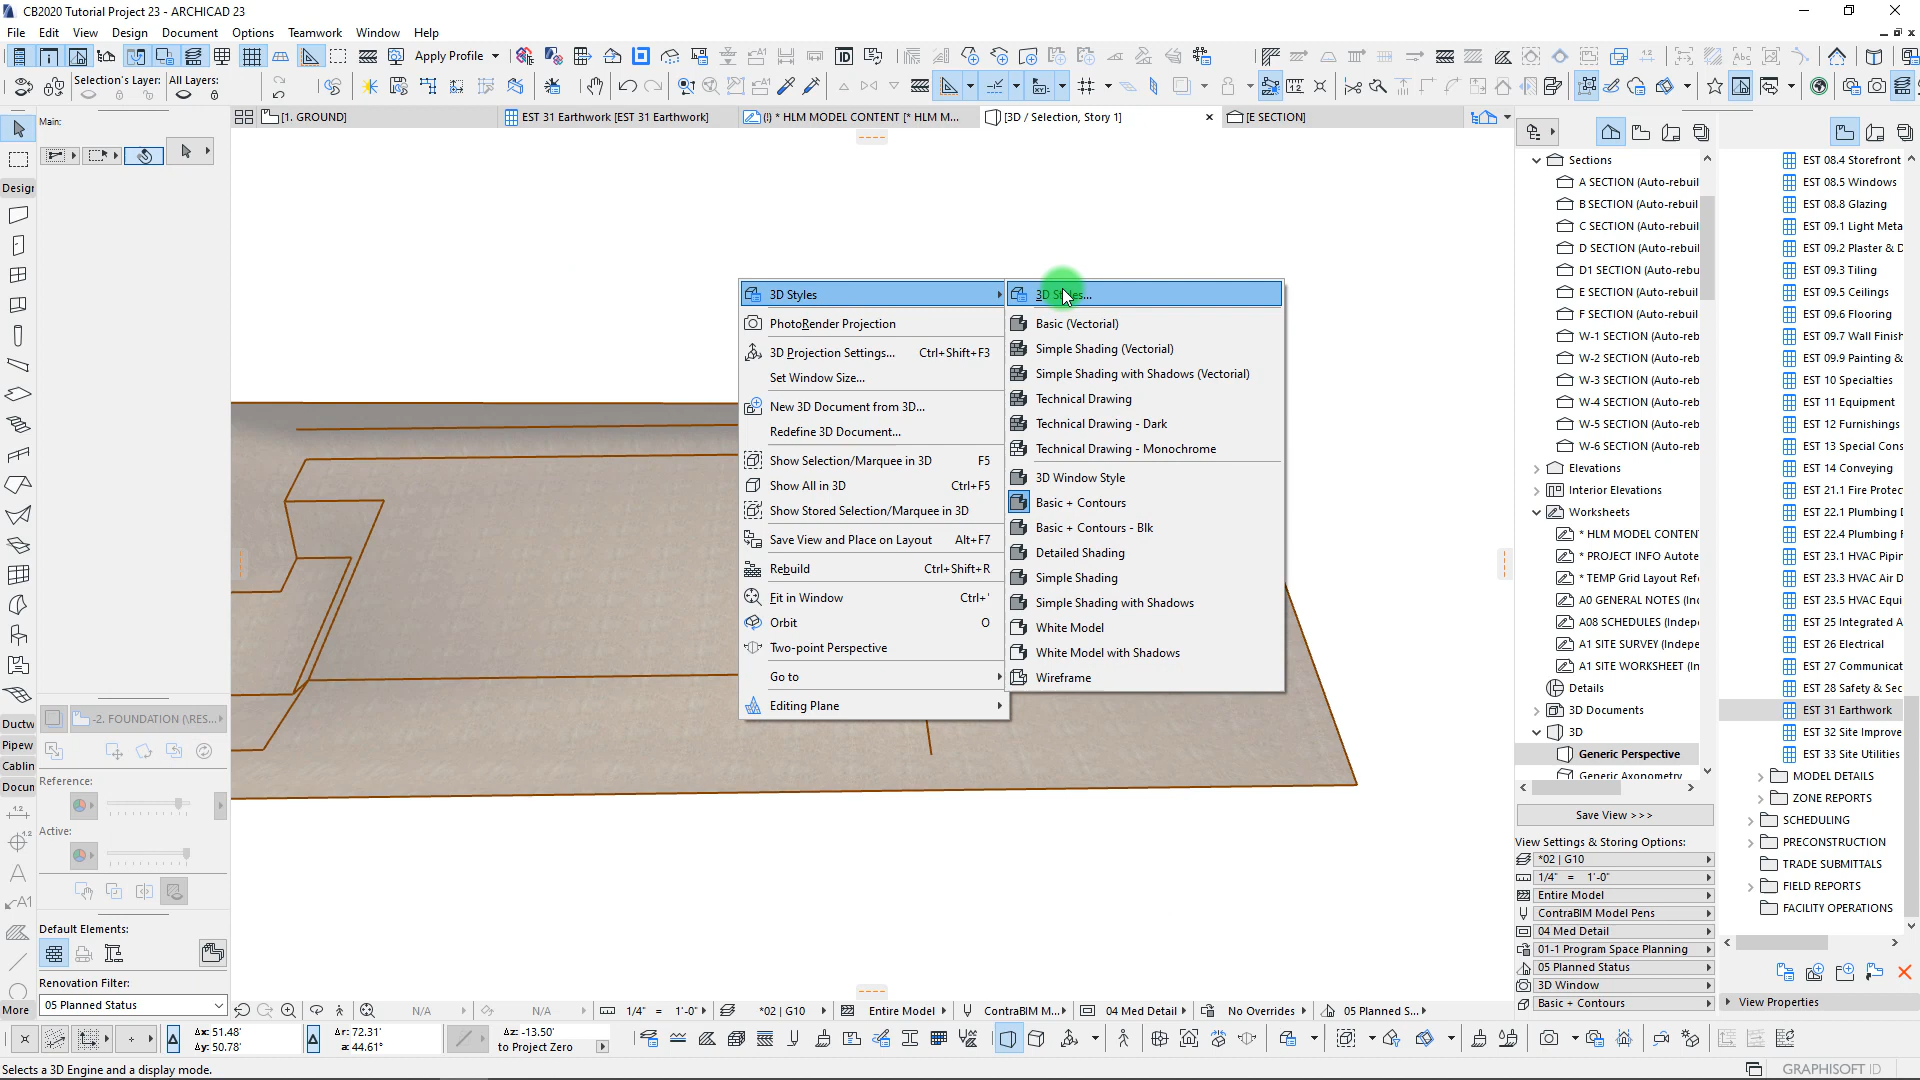 CB2020 Tutorial Project 23 - ARCHICAD 23
File Edit View Design Document Options Teamwork Window Help
Apply Profile
Selection's Layer: All Layers:
Main:
[1. GROUND]
EST 31 Earthwork [EST 31 Earthwork]
(!) * HLM MODEL CONTENT [* HLM M...
[3D / Selection, Story 1]
[E SECTION]
Design
Ductw
Pipew
Cablin
Docun
More
-2. FOUNDATION (\RES...
Reference:
Active:
Default Elements:
Renovation Filter:
05 Planned Status
3D Styles
PhotoRender Projection
3D Projection Settings... Ctrl+Shift+F3
Set Window Size...
New 3D Document from 3D...
Redefine 3D Document...
Show Selection/Marquee in 3D F5
Show All in 3D Ctrl+F5
Show Stored Selection/Marquee in 3D
Save View and Place on Layout Alt+F7
Rebuild Ctrl+Shift+R
Fit in Window Ctrl+'
Orbit O
Two-point Perspective
Go to
Editing Plane
3D Styles...
Basic (Vectorial)
Simple Shading (Vectorial)
Simple Shading with Shadows (Vectorial)
Technical Drawing
Technical Drawing - Dark
Technical Drawing - Monochrome
3D Window Style
Basic + Contours
Basic + Contours - Blk
Detailed Shading
Simple Shading
Simple Shading with Shadows
White Model
White Model with Shadows
Wireframe
Sections
A SECTION (Auto-rebuil
B SECTION (Auto-rebuil
C SECTION (Auto-rebuil
D SECTION (Auto-rebuil
D1 SECTION (Auto-rebuil
E SECTION (Auto-rebuil
F SECTION (Auto-rebuil
W-1 SECTION (Auto-rebuil
W-2 SECTION (Auto-rebuil
W-3 SECTION (Auto-rebuil
W-4 SECTION (Auto-rebuil
W-5 SECTION (Auto-rebuil
W-6 SECTION (Auto-rebuil
Elevations
Interior Elevations
Worksheets
* HLM MODEL CONTEN
* PROJECT INFO Autote
* TEMP Grid Layout Refe
A0 GENERAL NOTES (Inc
A08 SCHEDULES (Indepe
A1 SITE SURVEY (Indepe
A1 SITE WORKSHEET (In
Details
3D Documents
3D
Generic Perspective
Generic Axonometry
Save View >>>
View Settings & Storing Options:
*02 | G10
1/4" = 1'-0"
Entire Model
ContraBIM Model Pens
04 Med Detail
01-1 Program Space Planning
05 Planned Status
3D Window
Basic + Contours
EST 08.4 Storefront
EST 08.5 Windows
EST 08.8 Glazing
EST 09.1 Light Meta
EST 09.2 Plaster & D
EST 09.3 Tiling
EST 09.5 Ceilings
EST 09.6 Flooring
EST 09.7 Wall Finish
EST 09.9 Painting &
EST 10 Specialties
EST 11 Equipment
EST 12 Furnishings
EST 13 Special Cons
EST 14 Conveying
EST 21.1 Fire Protec
EST 22.1 Plumbing D
EST 22.4 Plumbing F
EST 23.1 HVAC Pipir
EST 23.3 HVAC Air D
EST 23.5 HVAC Equi
EST 25 Integrated A
EST 26 Electrical
EST 27 Communicat
EST 28 Safety & Sec
EST 31 Earthwork
EST 32 Site Improve
EST 33 Site Utilities
MODEL DETAILS
ZONE REPORTS
SCHEDULING
PRECONSTRUCTION
TRADE SUBMITTALS
FIELD REPORTS
FACILITY OPERATIONS
Properties
N/A N/A 1/4" = 1'-0" *02 | G10 Entire Model ContraBIM M... 04 Med Detail No Overrides 05 Planned S...
Δx: 51.48' Δr: 72.31' Δz: -13.50'
Δy: 50.78' a: 44.61° to Project Zero
Selects a 3D Engine and a display mode.
GRAPHISOFT ID